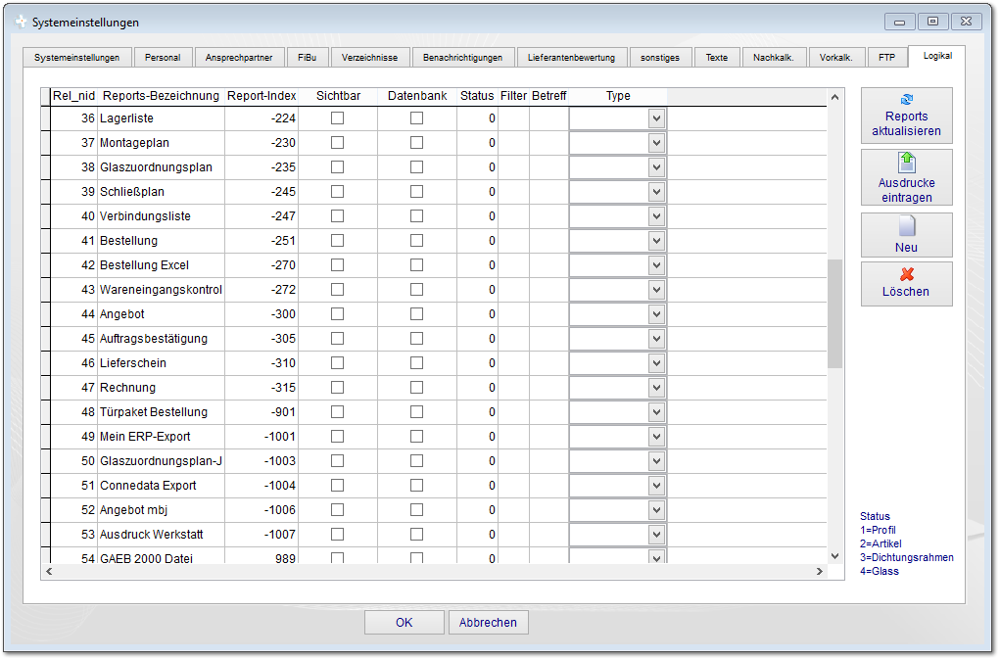 Systemeinstellungen
Systemeinstellungen Personal Ansprechpartner FiBu Verzeichnisse Benachrichtigungen Lieferantenbewertung sonstiges Texte Nachkalk. Vorkalk. FTP Logikal
Rel_nid Reports-Bezeichnung Report-Index Sichtbar Datenbank Status Filter Betreff Type
36 Lagerliste -224 0
37 Montageplan -230 0
38 Glaszuordnungsplan -235 0
39 Schließplan -245 0
40 Verbindungsliste -247 0
41 Bestellung -251 0
42 Bestellung Excel -270 0
43 Wareneingangskontrol -272 0
44 Angebot -300 0
45 Auftragsbestätigung -305 0
46 Lieferschein -310 0
47 Rechnung -315 0
48 Türpaket Bestellung -901 0
49 Mein ERP-Export -1001 0
50 Glaszuordnungsplan-J -1003 0
51 Connedata Export -1004 0
52 Angebot mbj -1006 0
53 Ausdruck Werkstatt -1007 0
54 GAEB 2000 Datei 989 0
Reports
aktualisieren
Ausdrucke
eintragen
Neu
Löschen
Status
1=Profil
2=Artikel
3=Dichtungsrahmen
4=Glass
OK Abbrechen